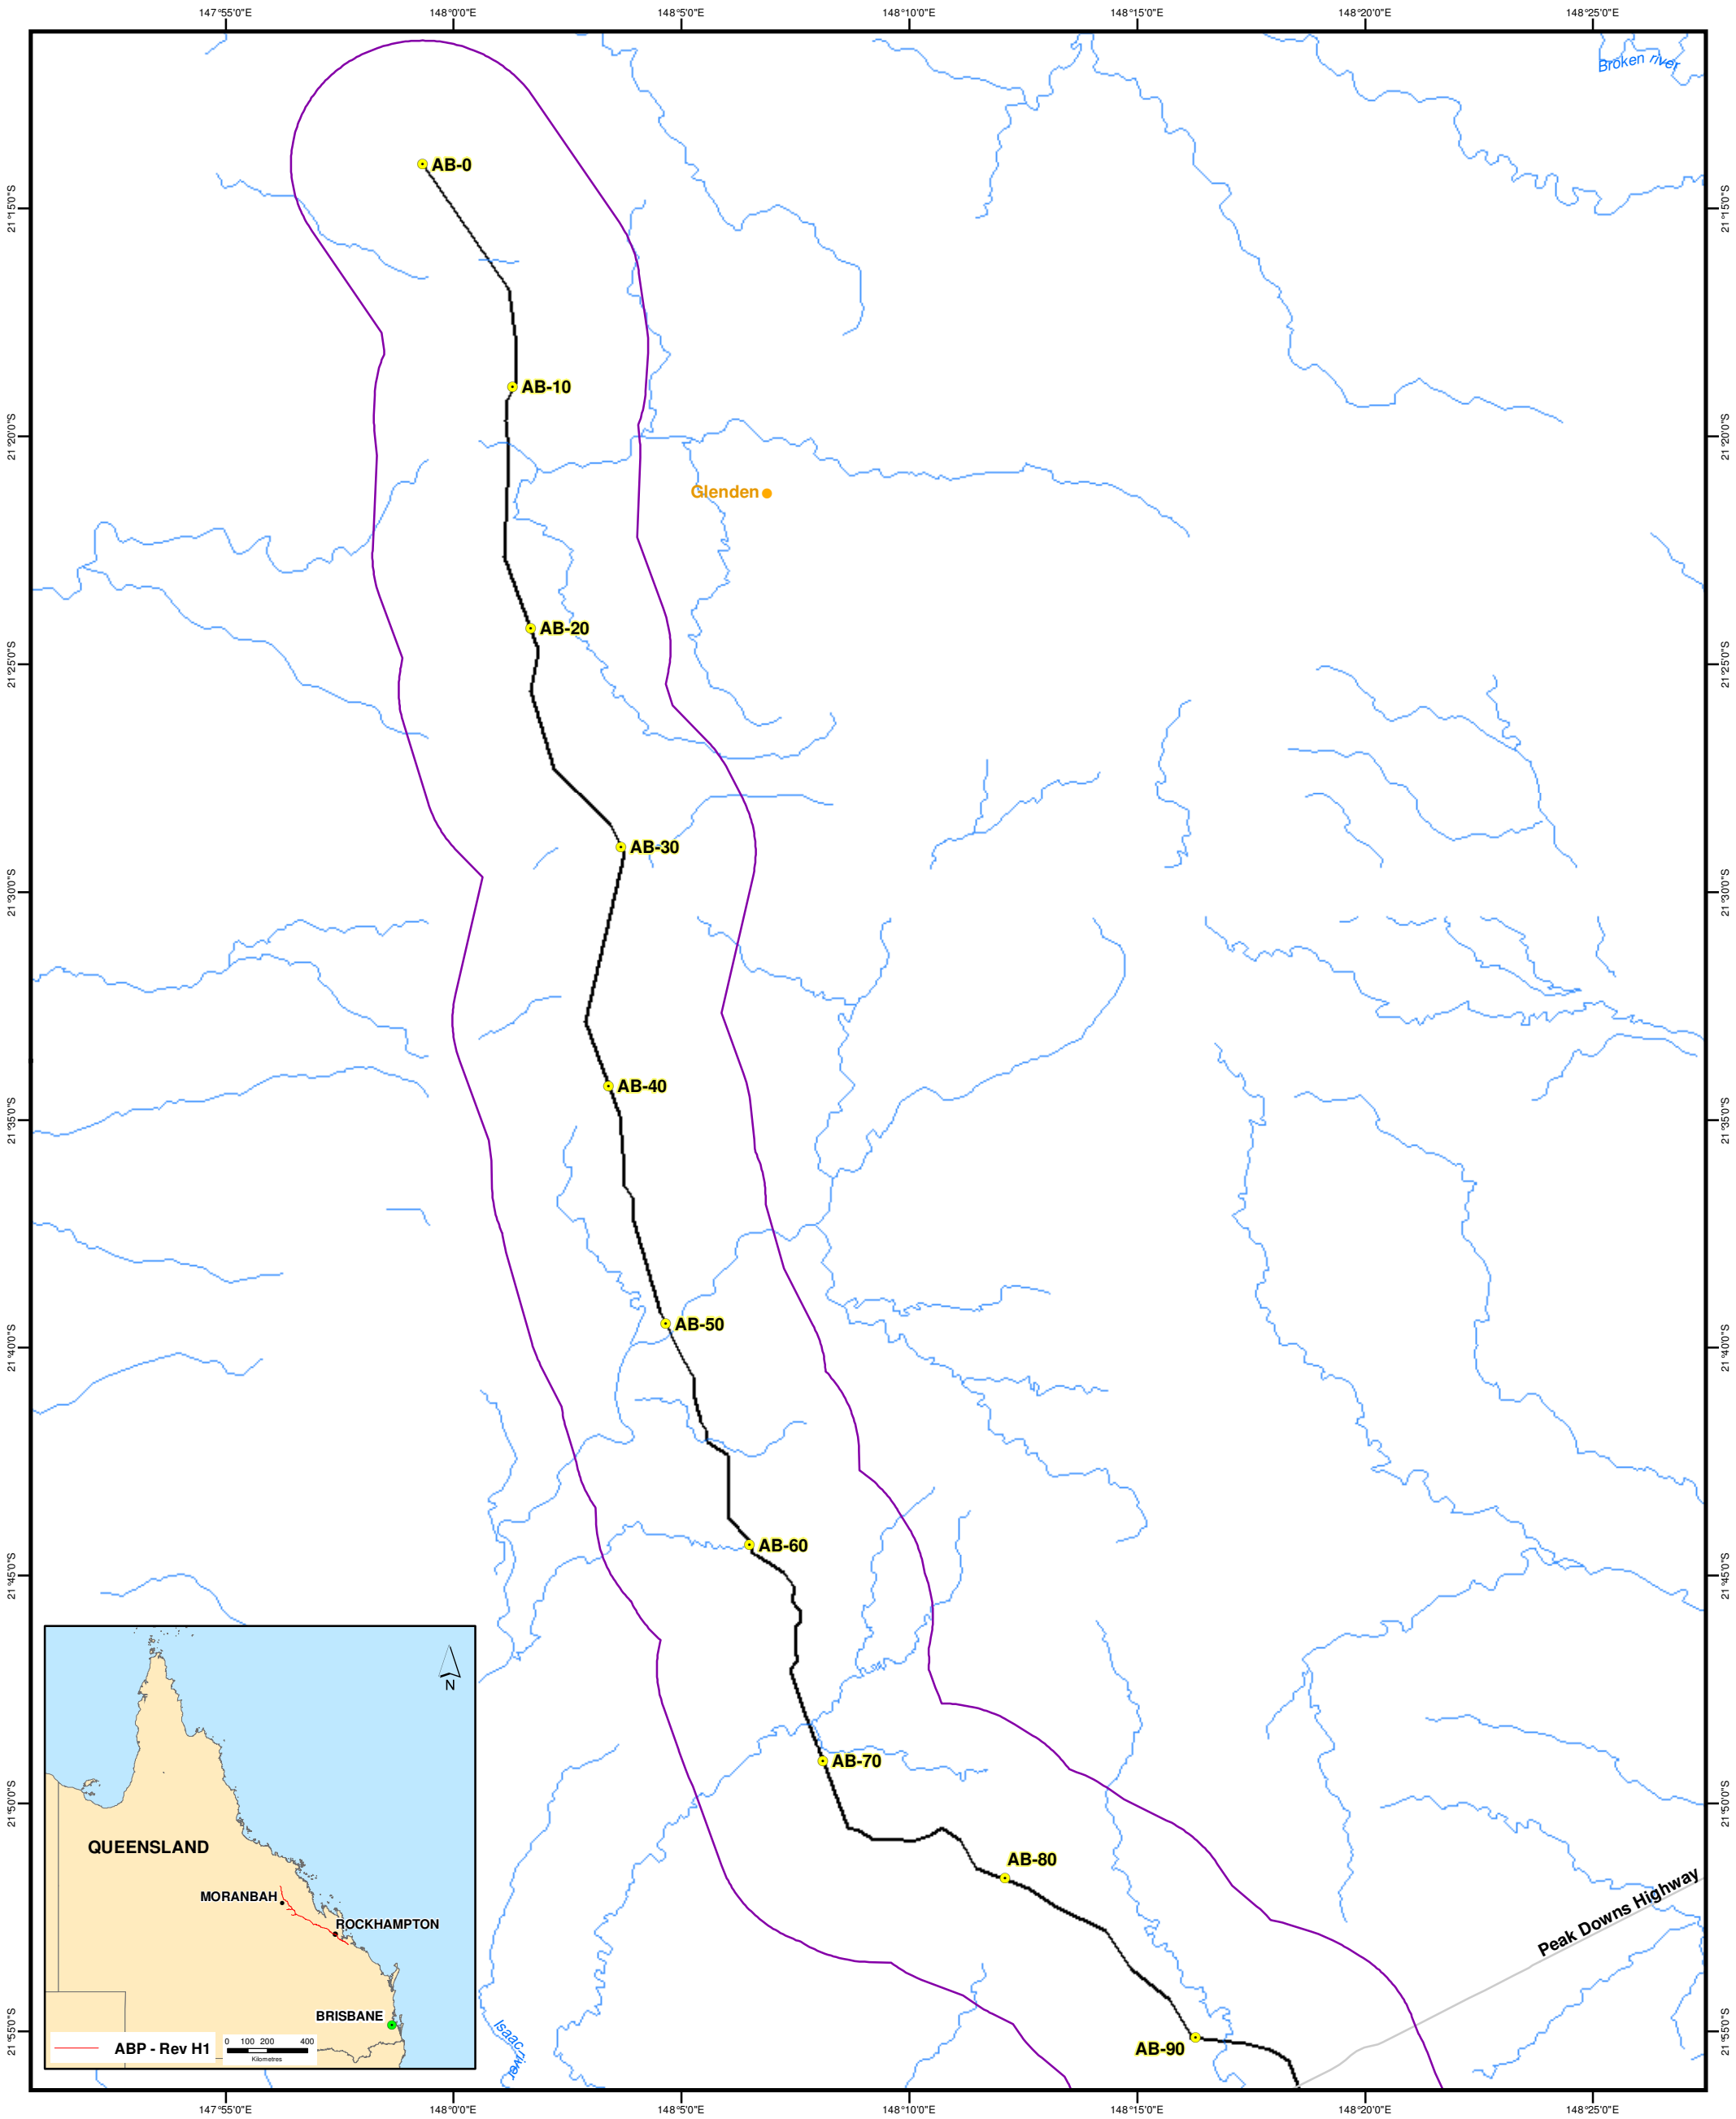 147°55'0"E
148°0'0"E
148°5'0"E
148°10'0"E
148°15'0"E
148°20'0"E
148°25'0"E
Broken river
AB-0
21°15'0"S
21°15'0"S
AB-10
21°20'0"S
21°20'0"S
Glenden
AB-20
21°25'0"S
21°25'0"S
AB-30
21°30'0"S
21°30'0"S
AB-40
21°35'0"S
21°35'0"S
AB-50
21°40'0"S
21°40'0"S
AB-60
21°45'0"S
21°45'0"S
AB-70
21°50'0"S
21°50'0"S
AB-80
Peak Downs Highway
21°55'0"S
21°55'0"S
AB-90
Isaac river
N
QUEENSLAND
MORANBAH
ROCKHAMPTON
BRISBANE
ABP - Rev H1
0 100 200 400
Kilometres
147°55'0"E
148°0'0"E
148°5'0"E
148°10'0"E
148°15'0"E
148°20'0"E
148°25'0"E